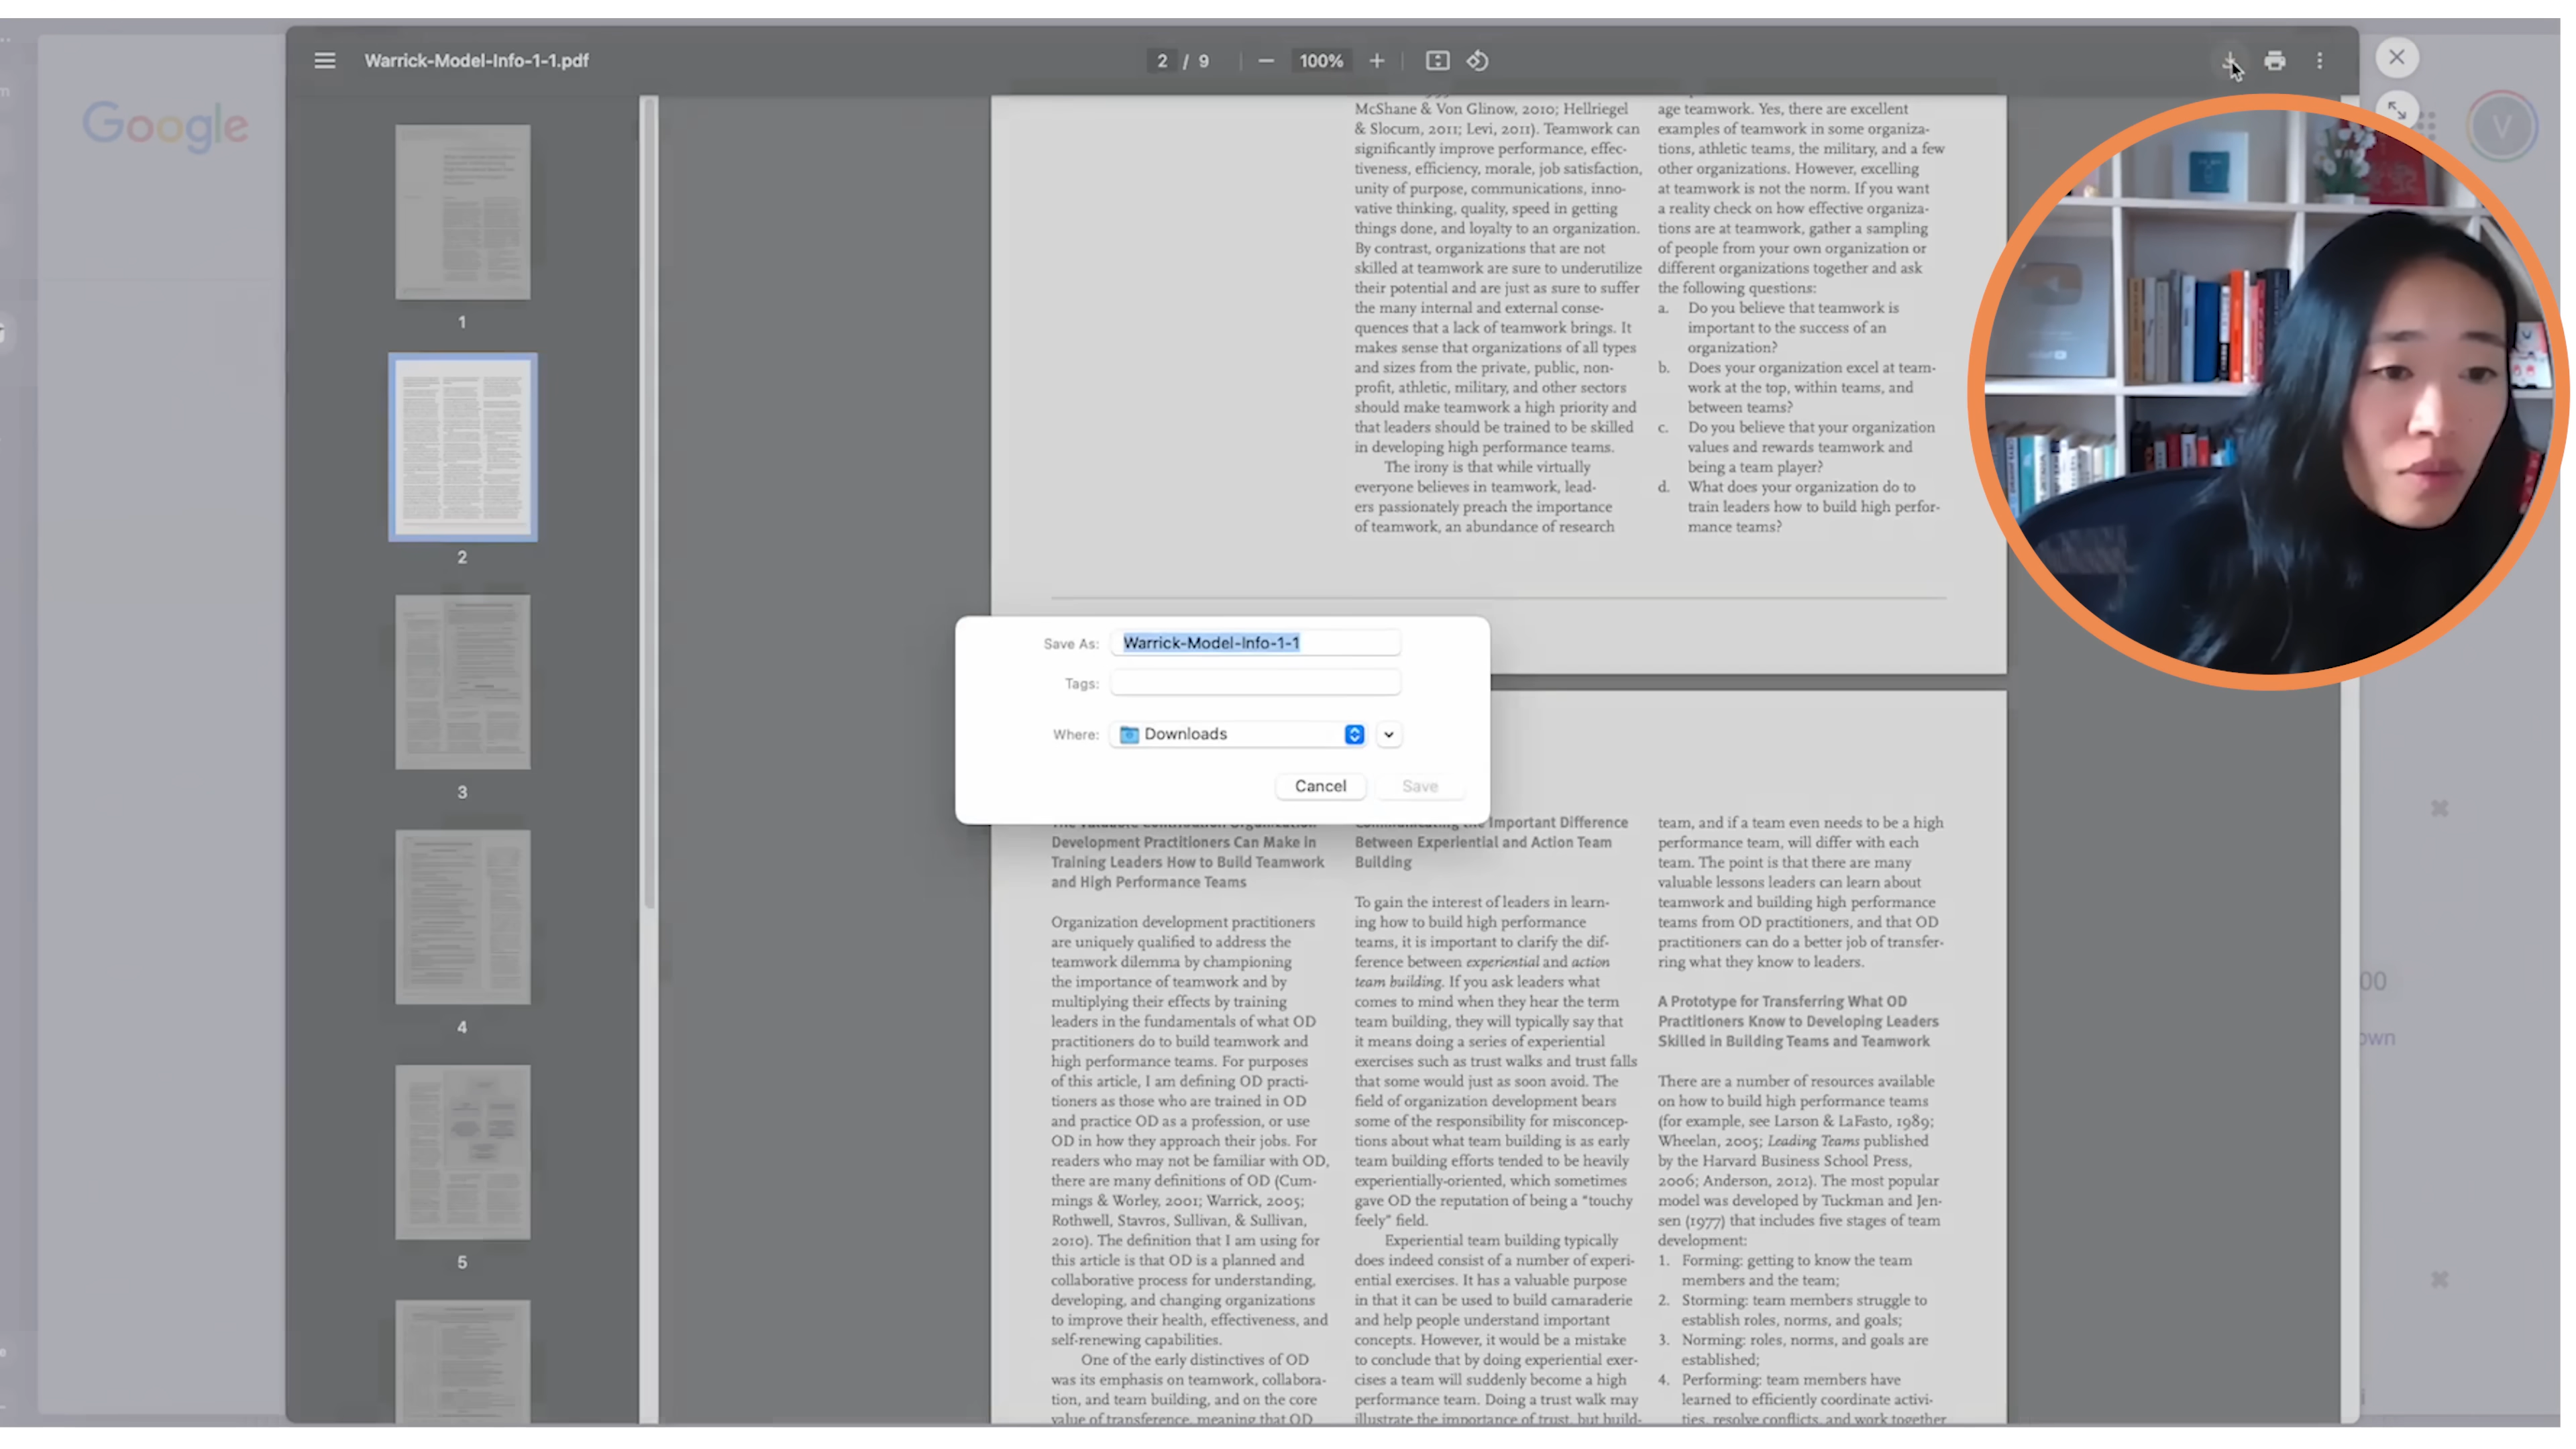 Google
Warrick-Model-Info-1-1.pdf
2 / 9
100%
V
1
2
3
4
5
McShane & Von Glinow, 2010; Hellriegel
& Slocum, 2011; Levi, 2011). Teamwork can
significantly improve performance, effec-
tiveness, efficiency, morale, job satisfaction,
unity of purpose, communications, inno-
vative thinking, quality, speed in getting
things done, and loyalty to an organization.
By contrast, organizations that are not
skilled at teamwork are sure to underutilize
their potential and are just as sure to suffer
the many internal and external conse-
quences that a lack of teamwork brings. It
makes sense that organizations of all types
and sizes from the private, public, non-
profit, athletic, military, and other sectors
should make teamwork a high priority and
that leaders should be trained to be skilled
in developing high performance teams.
The irony is that while virtually
everyone believes in teamwork, lead-
ers passionately preach the importance
of teamwork, an abundance of research
age teamwork. Yes, there are excellent
examples of teamwork in some organiza-
tions, athletic teams, the military, and a few
other organizations. However, excelling
at teamwork is not the norm. If you want
a reality check on how effective organiza-
tions are at teamwork, gather a sampling
of people from your own organization or
different organizations together and ask
the following questions:
a. Do you believe that teamwork is
important to the success of an
organization?
b. Does your organization excel at team-
work at the top, within teams, and
between teams?
c. Do you believe that your organization
values and rewards teamwork and
being a team player?
d. What does your organization do to
train leaders how to build high perfor-
mance teams?
Save As: Warrick-Model-Info-1-1
Tags:
Where: Downloads
Cancel
Save
The Valuable Contribution Organization
Development Practitioners Can Make in
Training Leaders How to Build Teamwork
and High Performance Teams
Organization development practitioners
are uniquely qualified to address the
teamwork dilemma by championing
the importance of teamwork and by
multiplying their effects by training
leaders in the fundamentals of what OD
practitioners do to build teamwork and
high performance teams. For purposes
of this article, I am defining OD practi-
tioners as those who are trained in OD
and practice OD as a profession, or use
OD in how they approach their jobs. For
readers who may not be familiar with OD,
there are many definitions of OD (Cum-
mings & Worley, 2001; Warrick, 2005;
Rothwell, Stavros, Sullivan, & Sullivan,
2010). The definition that I am using for
this article is that OD is a planned and
collaborative process for understanding,
developing, and changing organizations
to improve their health, effectiveness, and
self-renewing capabilities.
One of the early distinctives of OD
was its emphasis on teamwork, collabora-
tion, and team building, and on the core
value of transference, meaning that OD
Communicating the Important Difference
Between Experiential and Action Team
Building
To gain the interest of leaders in learn-
ing how to build high performance
teams, it is important to clarify the dif-
ference between experiential and action
team building. If you ask leaders what
comes to mind when they hear the term
team building, they will typically say that
it means doing a series of experiential
exercises such as trust walks and trust falls
that some would just as soon avoid. The
field of organization development bears
some of the responsibility for misconcep-
tions about what team building is as early
team building efforts tended to be heavily
experientially-oriented, which sometimes
gave OD the reputation of being a "touchy
feely" field.
Experiential team building typically
does indeed consist of a number of experi-
ential exercises. It has a valuable purpose
in that it can be used to build camaraderie
and help people understand important
concepts. However, it would be a mistake
to conclude that by doing experiential exer-
cises a team will suddenly become a high
performance team. Doing a trust walk may
illustrate the importance of trust, but build-
team, and if a team even needs to be a high
performance team, will differ with each
team. The point is that there are many
valuable lessons leaders can learn about
teamwork and building high performance
teams from OD practitioners, and that OD
practitioners can do a better job of transfer-
ring what they know to leaders.
A Prototype for Transferring What OD
Practitioners Know to Developing Leaders
Skilled in Building Teams and Teamwork
There are a number of resources available
on how to build high performance teams
(for example, see Larson & LaFasto, 1989;
Wheelan, 2005; Leading Teams published
by the Harvard Business School Press,
2006; Anderson, 2012). The most popular
model was developed by Tuckman and Jen-
sen (1977) that includes five stages of team
development:
1. Forming: getting to know the team
members and the team;
2. Storming: team members struggle to
establish roles, norms, and goals;
3. Norming: roles, norms, and goals are
established;
4. Performing: team members have
learned to efficiently coordinate activi-
ties, resolve conflicts, and work together
00
own